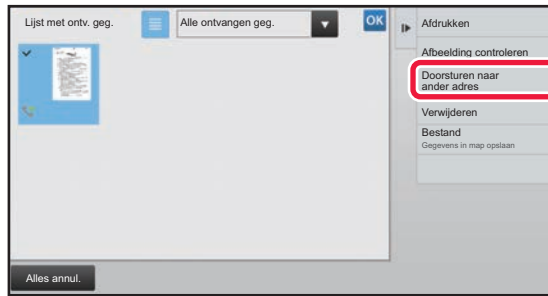 Lijst met ontv. geg.
Alle ontvangen geg.
OK
Afdrukken
Afbeelding controleren
Doorsturen naar
ander adres
Verwijderen
Bestand
Gegevens in map opslaan
Alles annul.